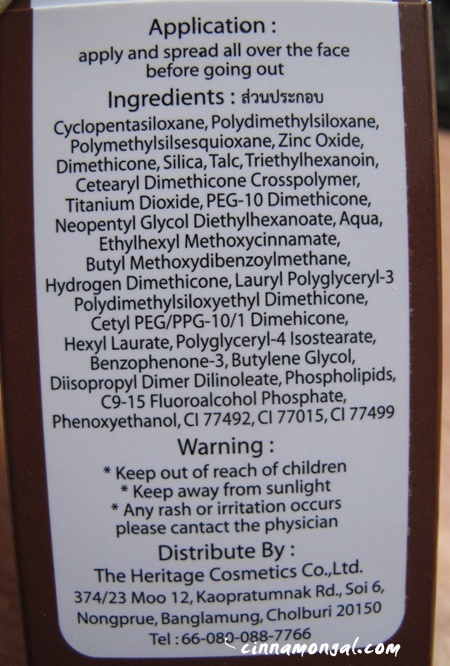 Application :
apply and spread all over the face
before going out
Ingredients : ส่วนประกอบ
Cyclopentasiloxane, Polydimethylsiloxane,
Polymethylsilsesquioxane, Zinc Oxide,
Dimethicone, Silica, Talc, Triethylhexanoin,
Cetearyl Dimethicone Crosspolymer,
Titanium Dioxide, PEG-10 Dimethicone,
Neopentyl Glycol Diethylhexanoate, Aqua,
Ethylhexyl Methoxycinnamate,
Butyl Methoxydibenzoylmethane,
Hydrogen Dimethicone, Lauryl Polyglyceryl-3
Polydimethylsiloxyethyl Dimethicone,
Cetyl PEG/PPG-10/1 Dimehicone,
Hexyl Laurate, Polyglyceryl-4 Isostearate,
Benzophenone-3, Butylene Glycol,
Diisopropyl Dimer Dilinoleate, Phospholipids,
C9-15 Fluoroalcohol Phosphate,
Phenoxyethanol, CI 77492, CI 77015, CI 77499
Warning :
* Keep out of reach of children
* Keep away from sunlight
* Any rash or irritation occurs
please cantact the physician
Distribute By :
The Heritage Cosmetics Co.,Ltd.
374/23 Moo 12, Kaopratumnak Rd., Soi 6,
Nongprue, Banglamung, Cholburi 20150
Tel : 66-080-088-7766
cinnamongal.com